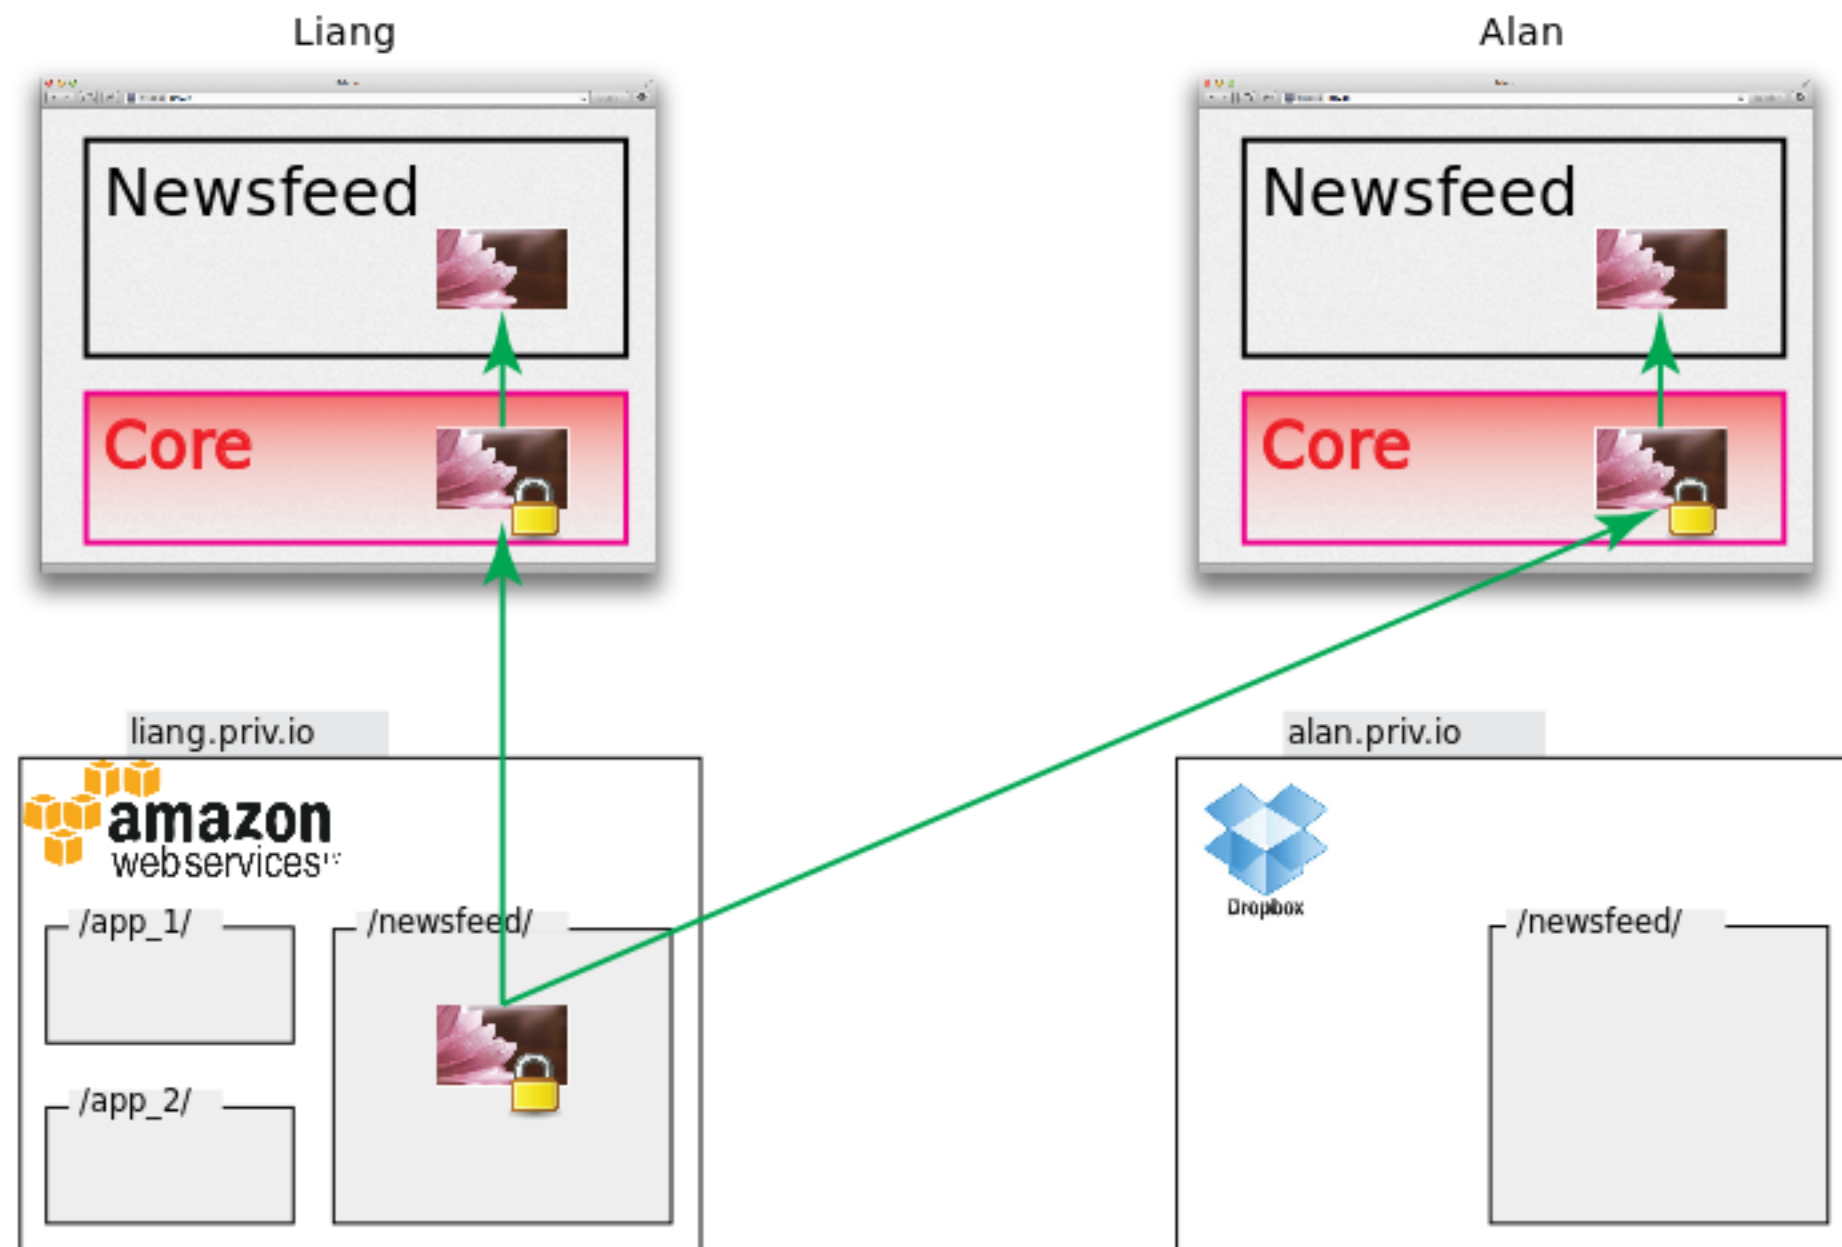 Liang
Alan
Newsfeed
Newsfeed
Core
Core
liang.priv.io
alan.priv.io
amazon
webservices
Dropbox
/app_1/
/newsfeed/
/newsfeed/
/app_2/